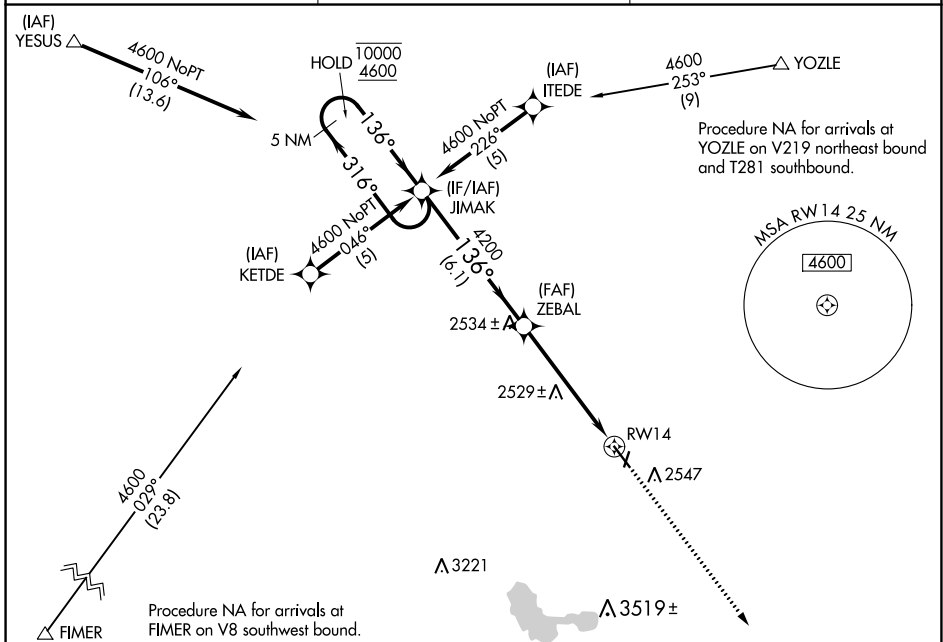 (IAF)
YESUS
4600 NoPT
106°
(13.6)
HOLD
10000
4600
5 NM
136°
316°
(IAF)
ITEDE
4600 NoPT
226°
(5)
4600
253°
(9)
YOZLE
Procedure NA for arrivals at
YOZLE on V219 northeast bound
and T281 southbound.
(IF/IAF)
JIMAK
4600 NoPT
046°
(5)
(IAF)
KETDE
4200
136°
(6.1)
(FAF)
ZEBAL
2534 ±
2529 ±
RW14
2547
MSA RW14 25 NM
4600
4600
029°
(23.8)
3221
3519 ±
FIMER
Procedure NA for arrivals at
FIMER on V8 southwest bound.